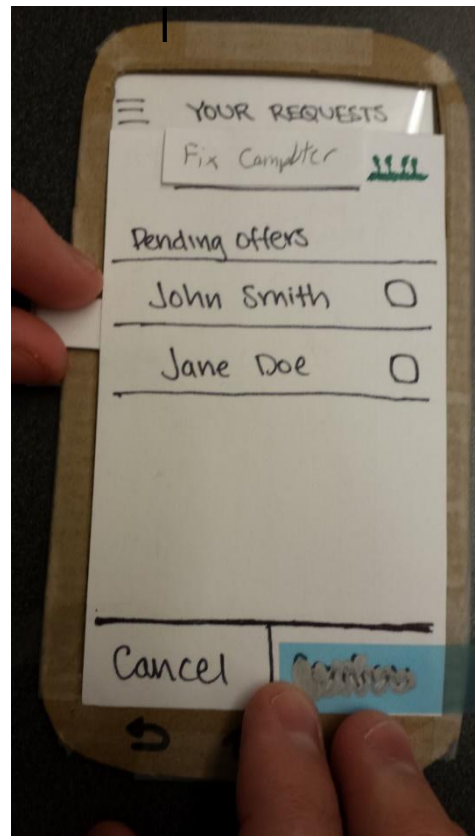 YOUR REQUESTS
Fix Computer
Pending offers
John Smith
Jane Doe
Cancel